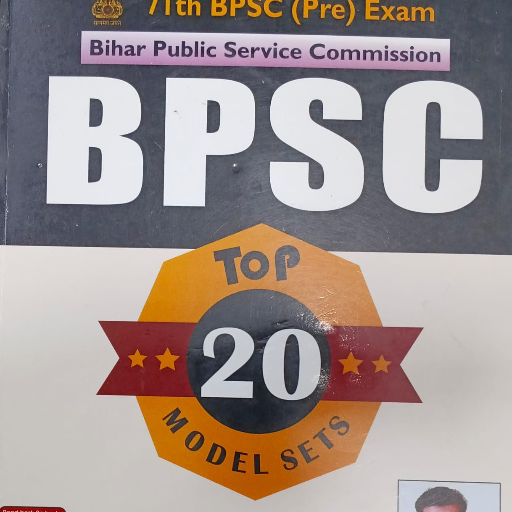 71th BPSC (Pre) Exam
Bihar Public Service Commission
BPSC
TOP
20
MODEL SETS